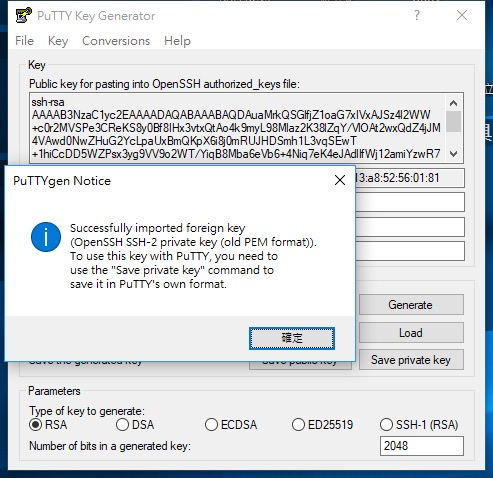 PuTTY Key Generator
File Key Conversions Help
Key
Public key for pasting into OpenSSH authorized_keys file:
ssh-rsa
AAAAB3NzaC1yc2EAAAADAQABAAABAQDAuaMrkQSGlfjZ1oaG7xIVxAJSz4l2WW
+c0r2MVSPe3CReKS8y0Bf8IHx3vtxQtAo4k9myL98Mlaz2K38lZqY/VlOAt2wxQdZ4jJM
4VAwd0NwZHuG2YcLpaUxBmQKpX6i8j0mRUJHDSmh1L3vqSEwT
+1hiCcDD5WZPsx3yg9VV9o2WT/YiqB8Mba6eVb6+4Niq7eK4eJAdlIfWj12amiYzwR7
13:a8:52:56:01:81
PuTTYgen Notice
Successfully imported foreign key
(OpenSSH SSH-2 private key (old PEM format)).
To use this key with PuTTY, you need to
use the "Save private key" command to
save it in PuTTY's own format.
確定
Generate
Load
Save the generated key Save public key Save private key
Parameters
Type of key to generate:
RSA DSA ECDSA ED25519 SSH-1 (RSA)
Number of bits in a generated key: 2048